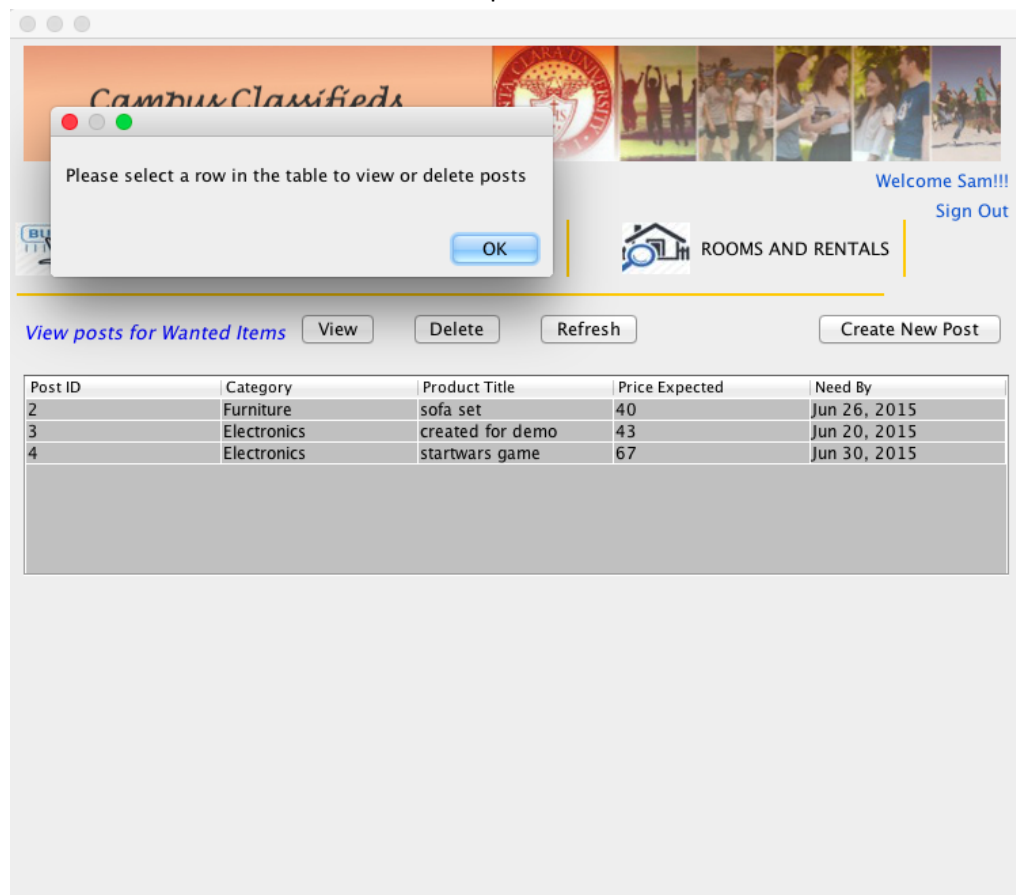 Campus Classifieds
Please select a row in the table to view or delete posts
OK
Welcome Sam!!!
Sign Out
ROOMS AND RENTALS
View posts for Wanted Items
View
Delete
Refresh
Create New Post
Post ID Category Product Title Price Expected Need By
2 Furniture sofa set 40 Jun 26, 2015
3 Electronics created for demo 43 Jun 20, 2015
4 Electronics startwars game 67 Jun 30, 2015